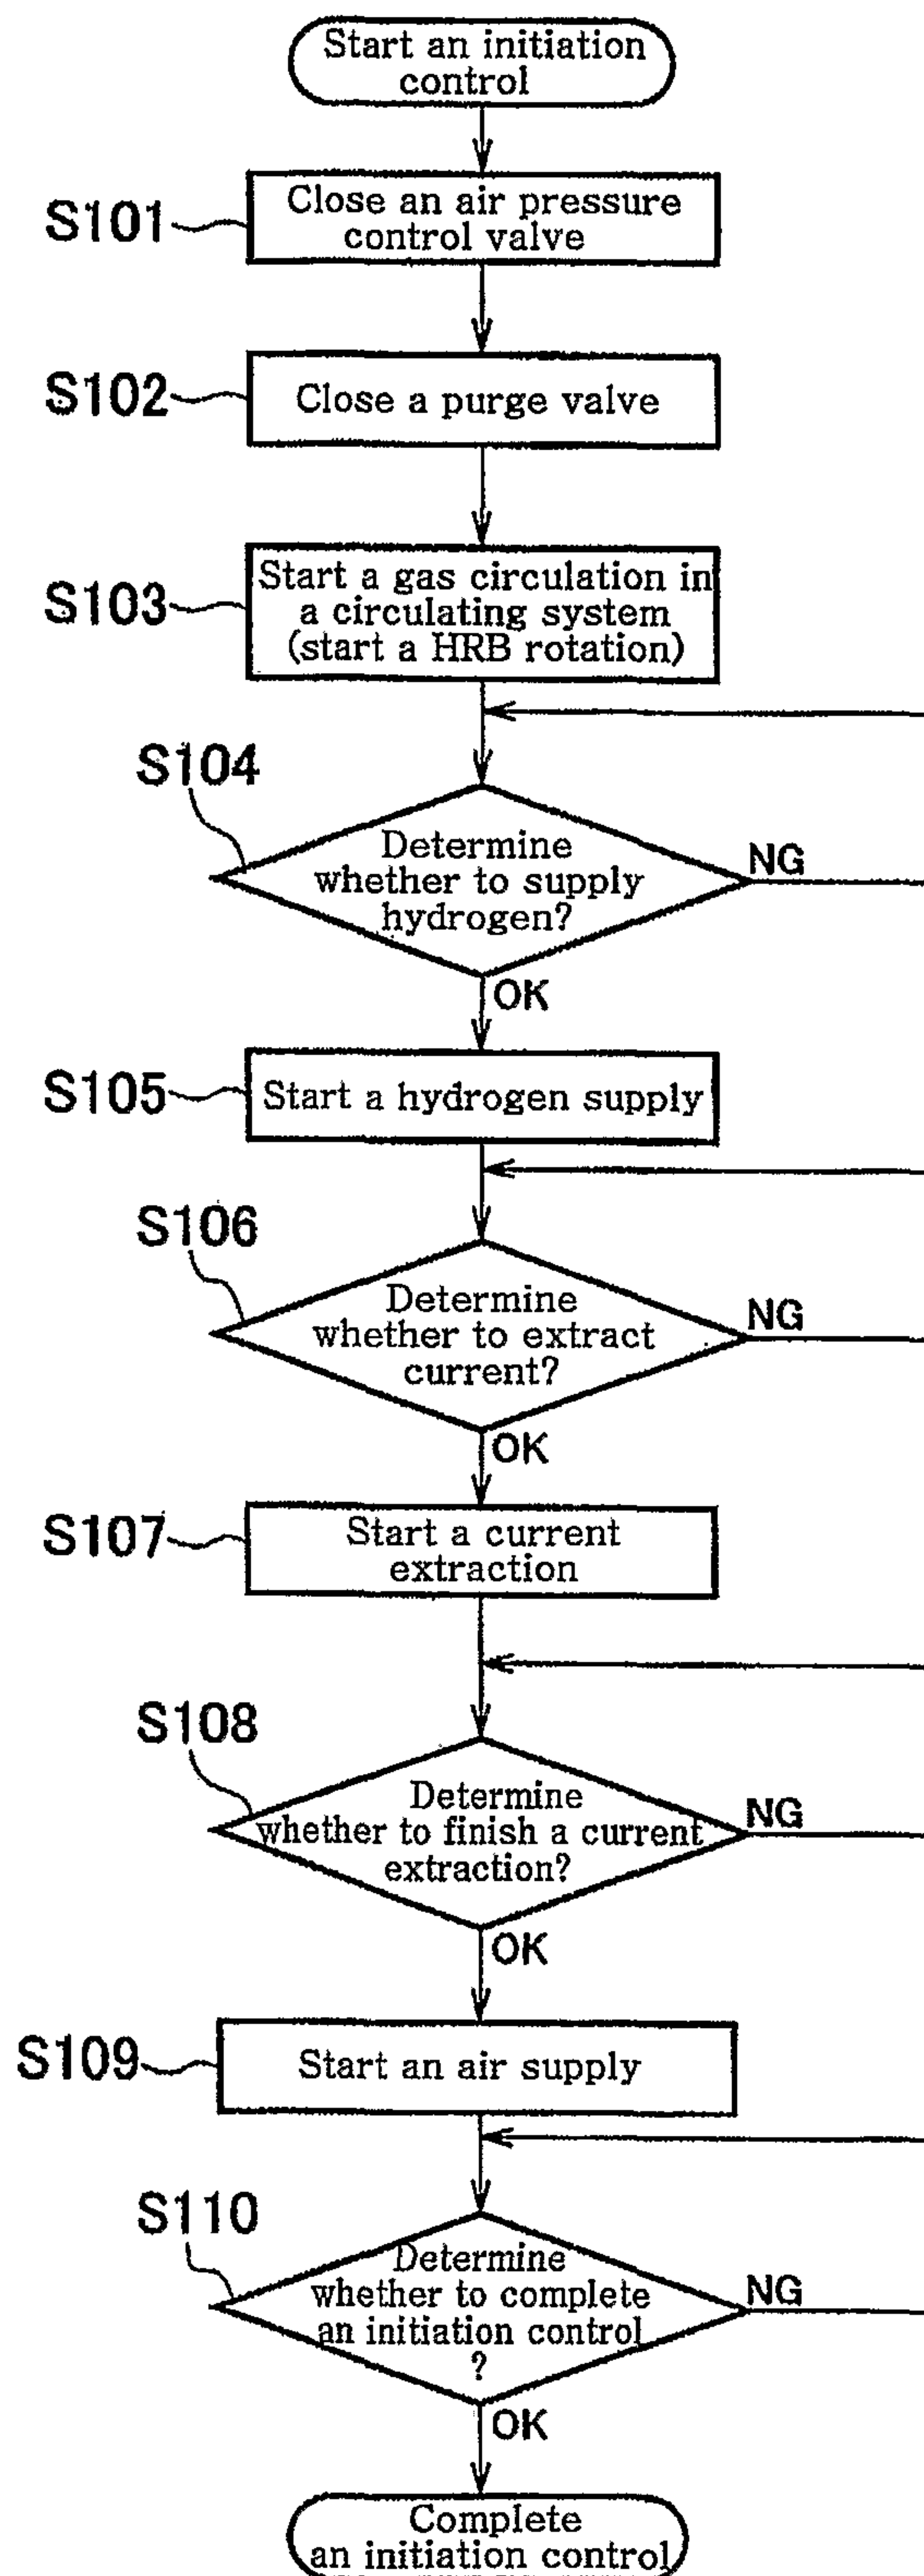 Start an initiation
control
S101
Close an air pressure
control valve
S102
Close a purge valve
S103
Start a gas circulation in
a circulating system
(start a HRB rotation)
S104
Determine
whether to supply
hydrogen?
NG
OK
S105
Start a hydrogen supply
S106
Determine
whether to extract
current?
NG
OK
S107
Start a current
extraction
S108
Determine
whether to finish a current
extraction?
NG
OK
S109
Start an air supply
S110
Determine
whether to complete
an initiation control
?
NG
OK
Complete
an initiation control